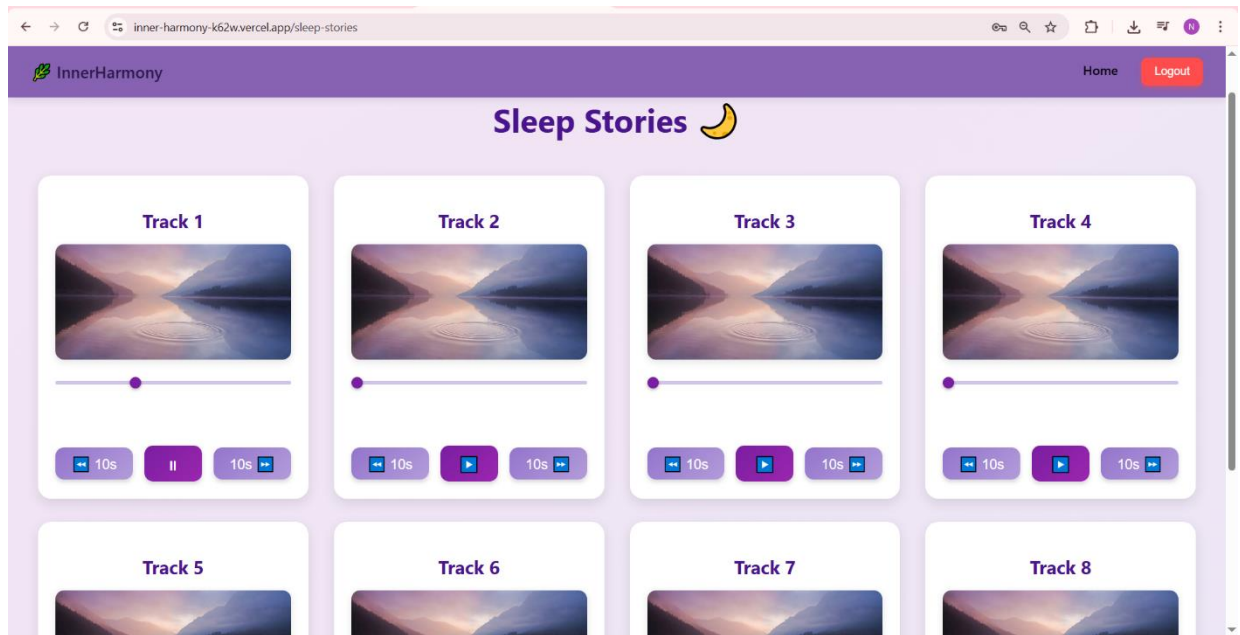 inner-harmony-k62w.vercel.app/sleep-stories
N
InnerHarmony
Home
Logout
Sleep Stories
Track 1
Track 2
Track 3
Track 4
10s
10s
10s
10s
10s
10s
10s
10s
Track 5
Track 6
Track 7
Track 8